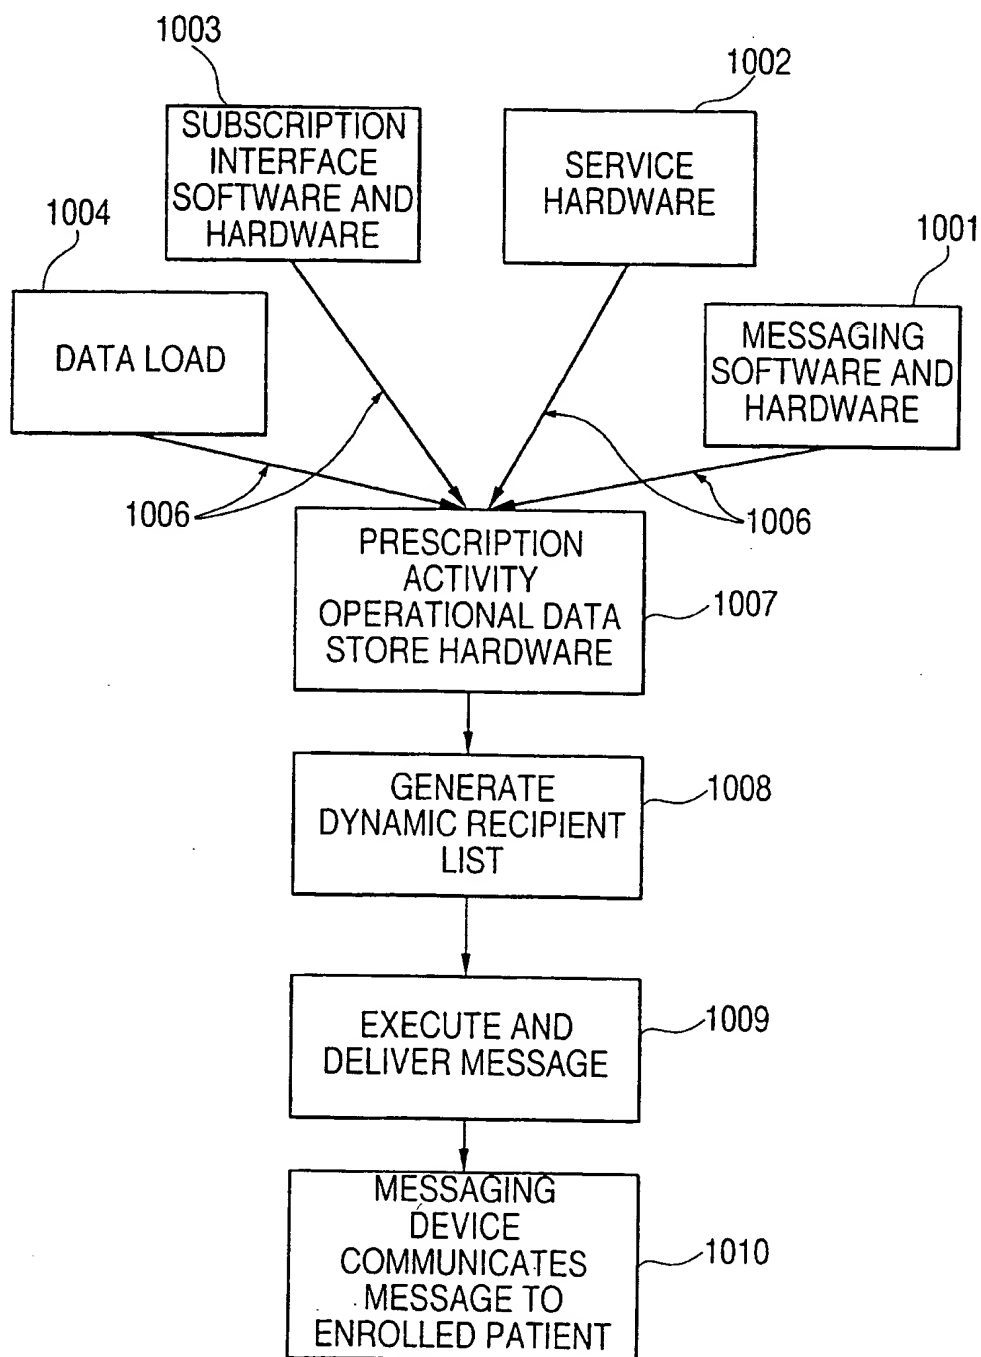 1003
1002
SUBSCRIPTION
INTERFACE
SOFTWARE AND
HARDWARE
SERVICE
HARDWARE
1004
1001
DATA LOAD
MESSAGING
SOFTWARE AND
HARDWARE
1006
1006
PRESCRIPTION
ACTIVITY
OPERATIONAL DATA
STORE HARDWARE
1007
GENERATE
DYNAMIC RECIPIENT
LIST
1008
EXECUTE AND
DELIVER MESSAGE
1009
MESSAGING
DEVICE
COMMUNICATES
MESSAGE TO
ENROLLED PATIENT
1010